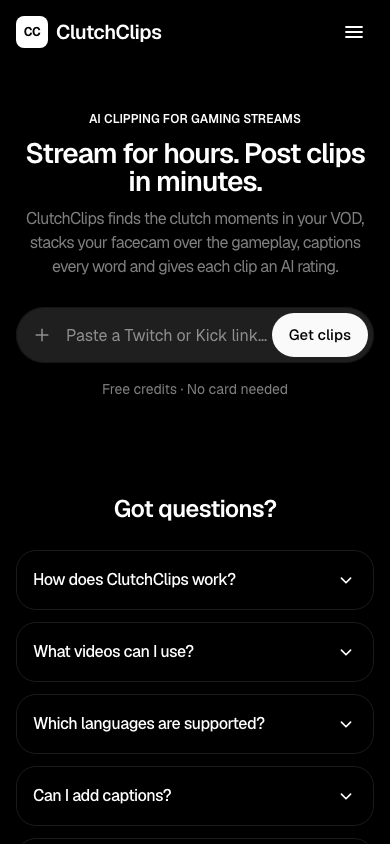 CC ClutchClips
AI CLIPPING FOR GAMING STREAMS
Stream for hours. Post clips
in minutes.
ClutchClips finds the clutch moments in your VOD,
stacks your facecam over the gameplay, captions
every word and gives each clip an AI rating.
Paste a Twitch or Kick link... Get clips
Free credits · No card needed
Got questions?
How does ClutchClips work?
What videos can I use?
Which languages are supported?
Can I add captions?